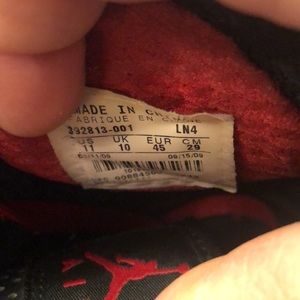 MADE IN
FABRIQUE EN
392813-001 LN4
US UK EUR CM
11 10 45 29
09/15/09